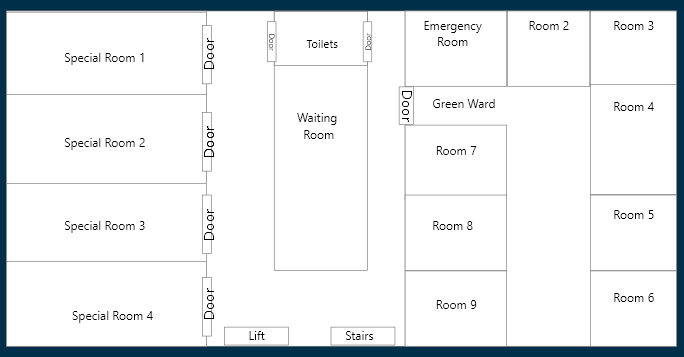 Special Room 1
Door
Door
Toilets
Door
Emergency
Room
Room 2
Room 3
Special Room 2
Door
Waiting
Room
Door
Green Ward
Room 4
Room 7
Special Room 3
Door
Room 8
Room 5
Special Room 4
Door
Lift
Stairs
Room 9
Room 6